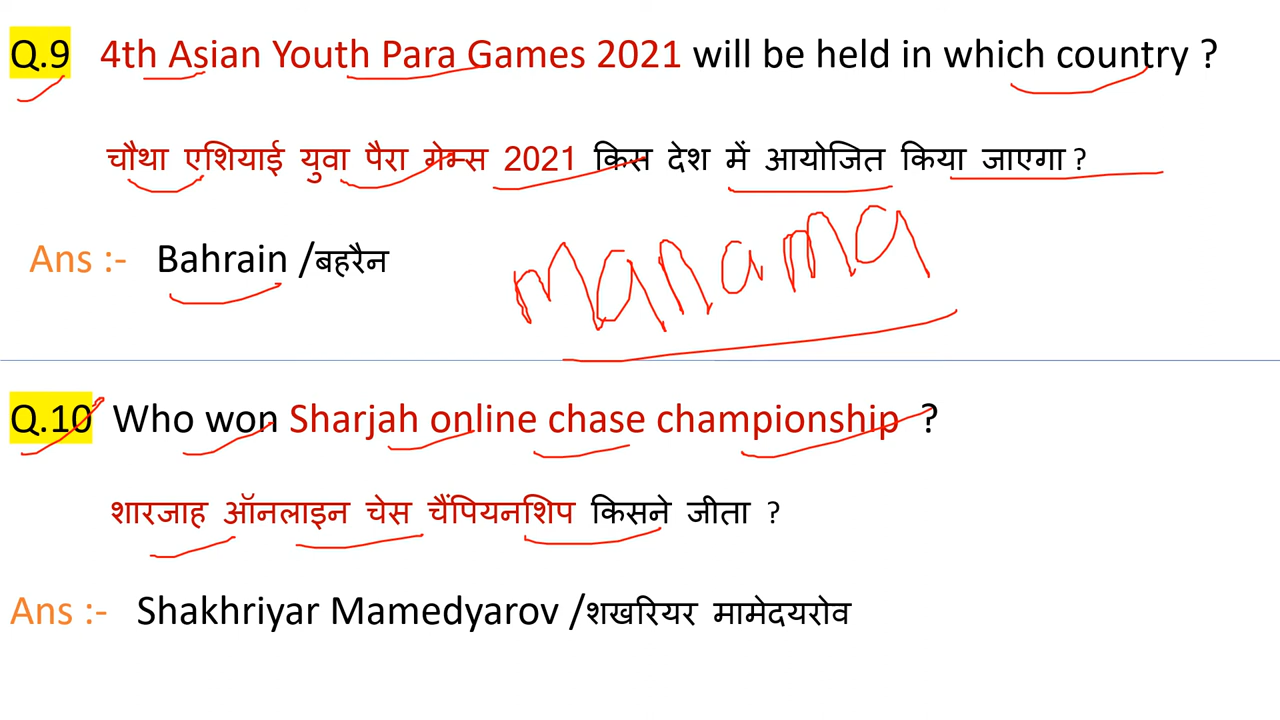 Q.9 4th Asian Youth Para Games 2021 will be held in which country ?
चौथा एशियाई युवा पैरा गेम्स 2021 किस देश में आयोजित किया जाएगा ?
Ans :- Bahrain /बहरैन
manama
Q.10 Who won Sharjah online chase championship ?
शारजाह ऑनलाइन चेस चैंपियनशिप किसने जीता ?
Ans :- Shakhriyar Mamedyarov /शखरियर मामेदयरोव